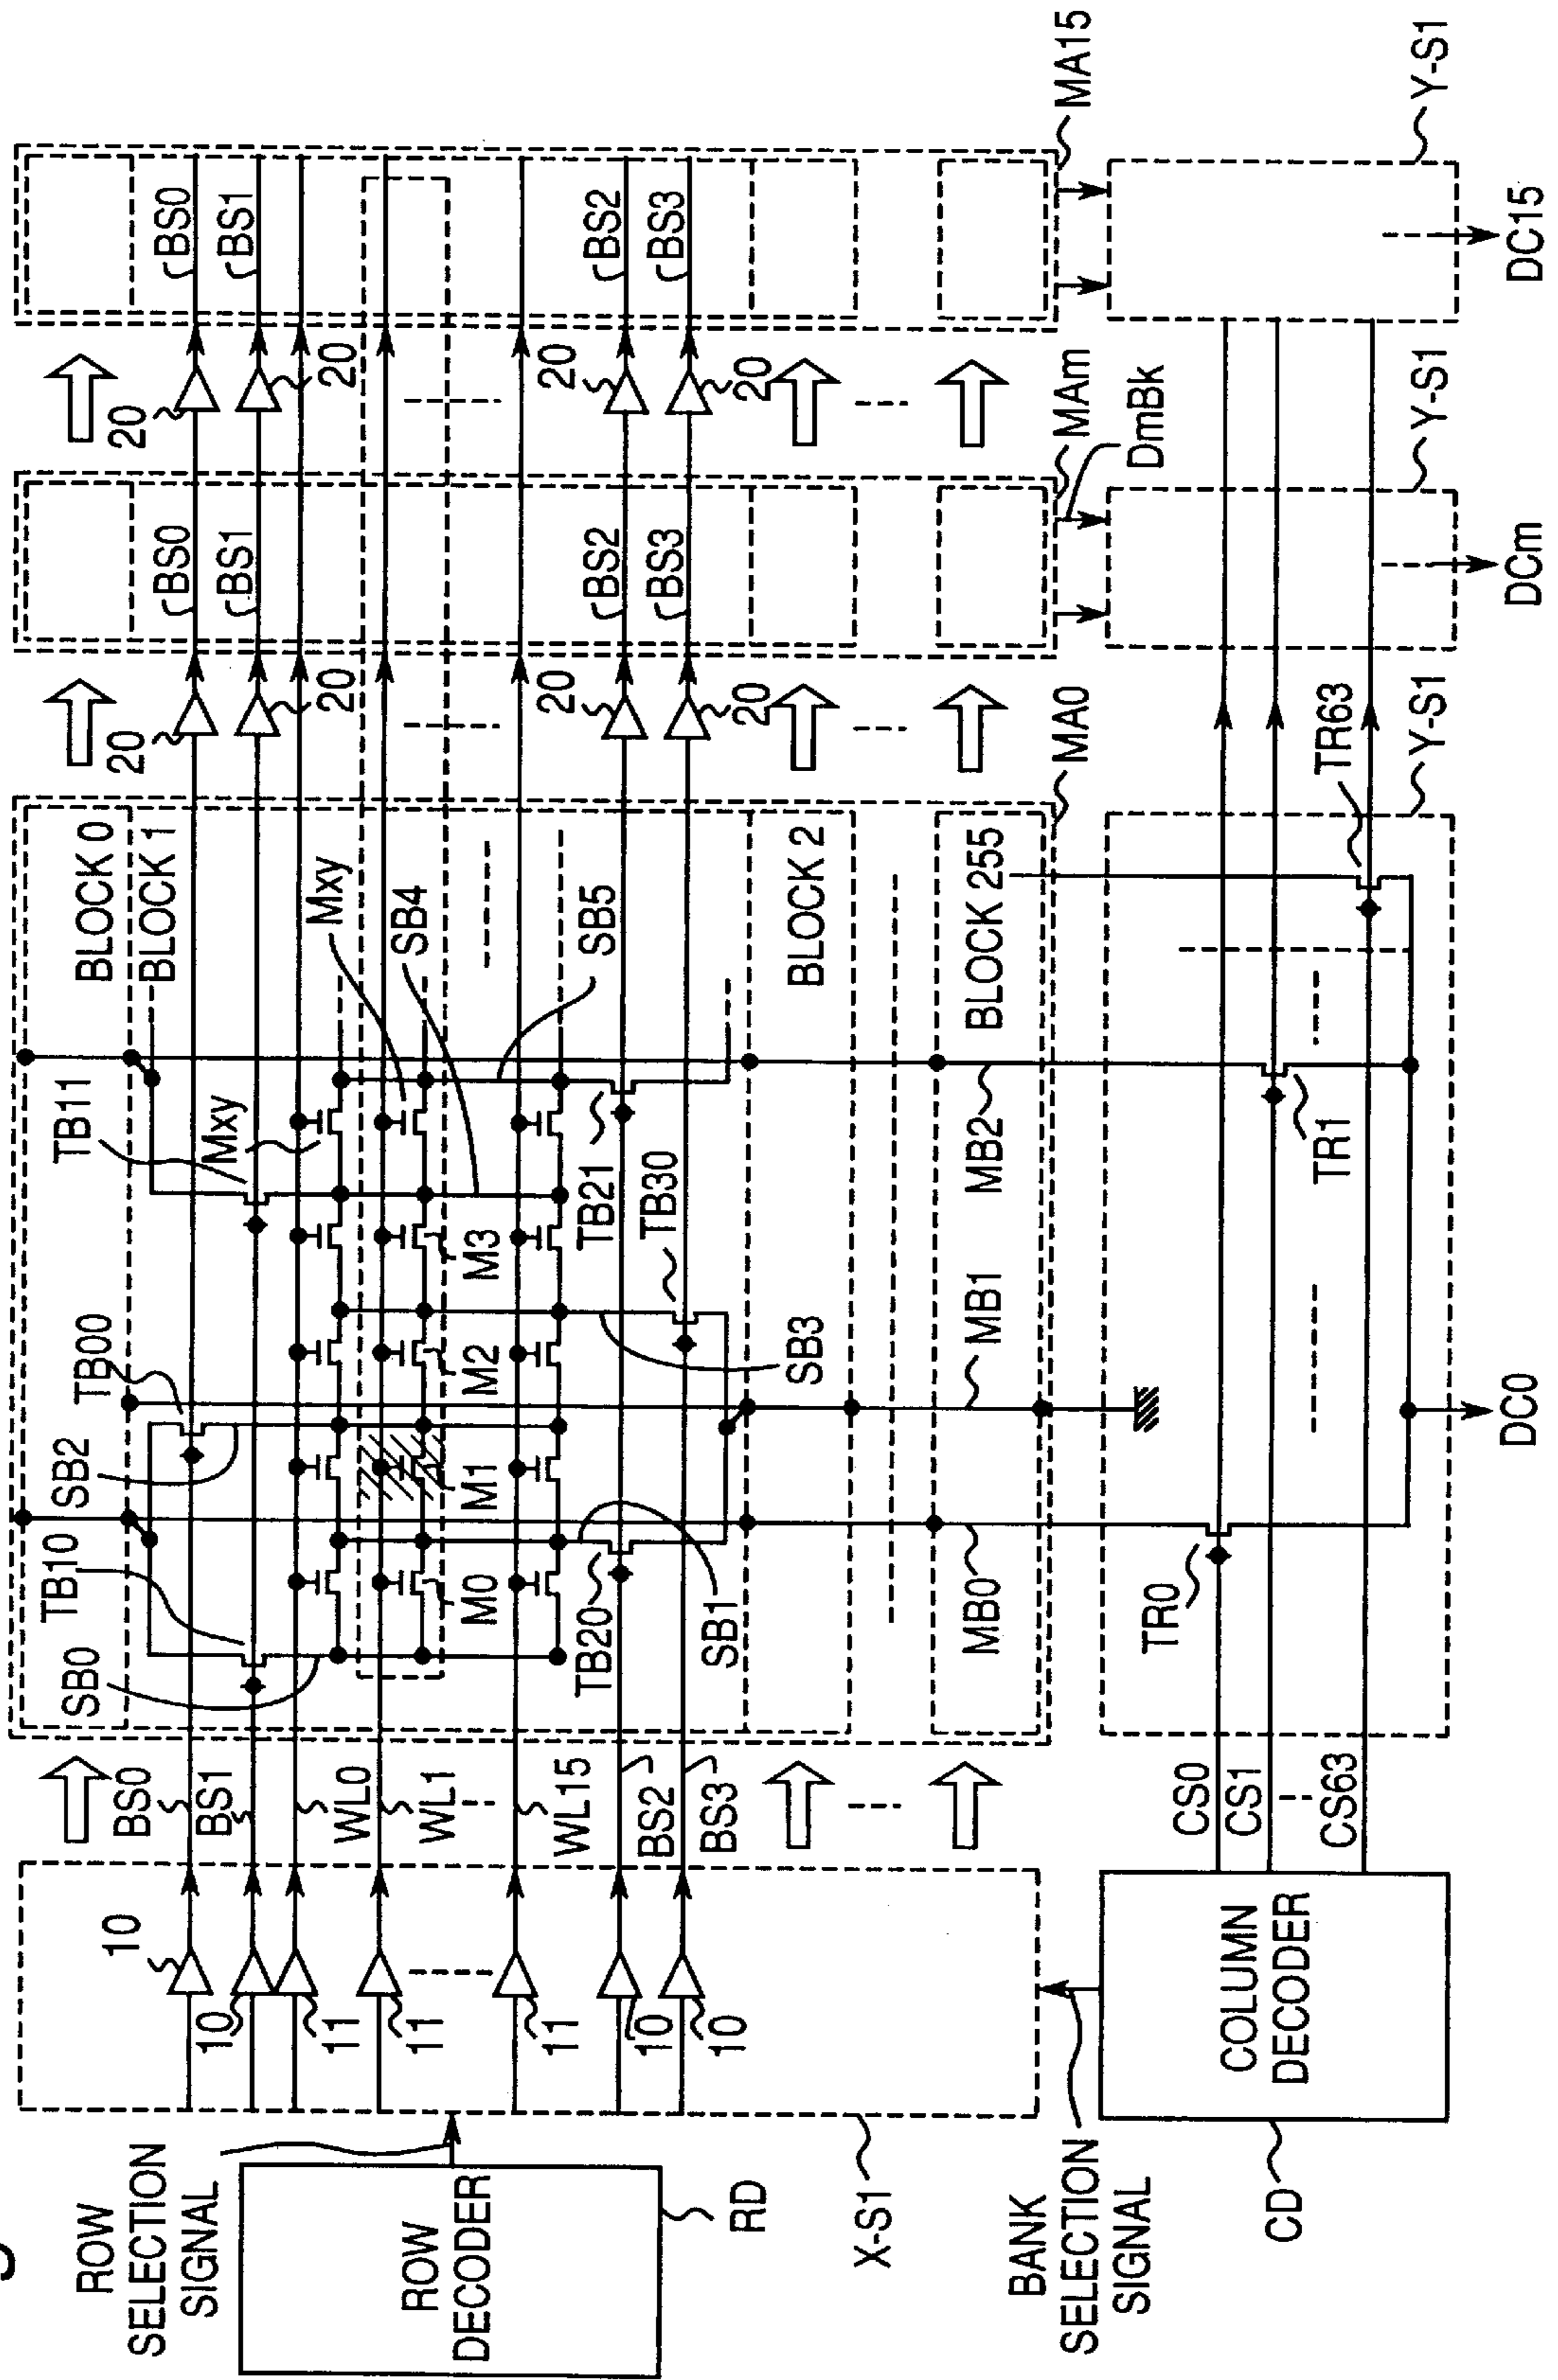 ROW
SELECTION
SIGNAL
ROW
DECODER
RD
X-S1
BANK
SELECTION
SIGNAL
COLUMN
DECODER
CD
10
10
11
11
11
10
10
BS0
BS1
WL0
WL1
WL15
BS2
BS3
CS0
CS1
CS63
BLOCK 0
BLOCK 1
BLOCK 2
BLOCK 255
SB0
TB10
SB2
TB00
TB11
Mxy
Mxy
SB4
SB5
M0
M1
M2
M3
TB20
SB1
SB3
TB21
TB30
MB0
MB1
MB2
TR0
TR1
TR63
DC0
MA0
Y-S1
20
20
20
20
BS0
BS1
BS2
BS3
MAm
DmBk
Y-S1
DCm
20
20
20
20
BS0
BS1
BS2
BS3
MA15
Y-S1
DC15